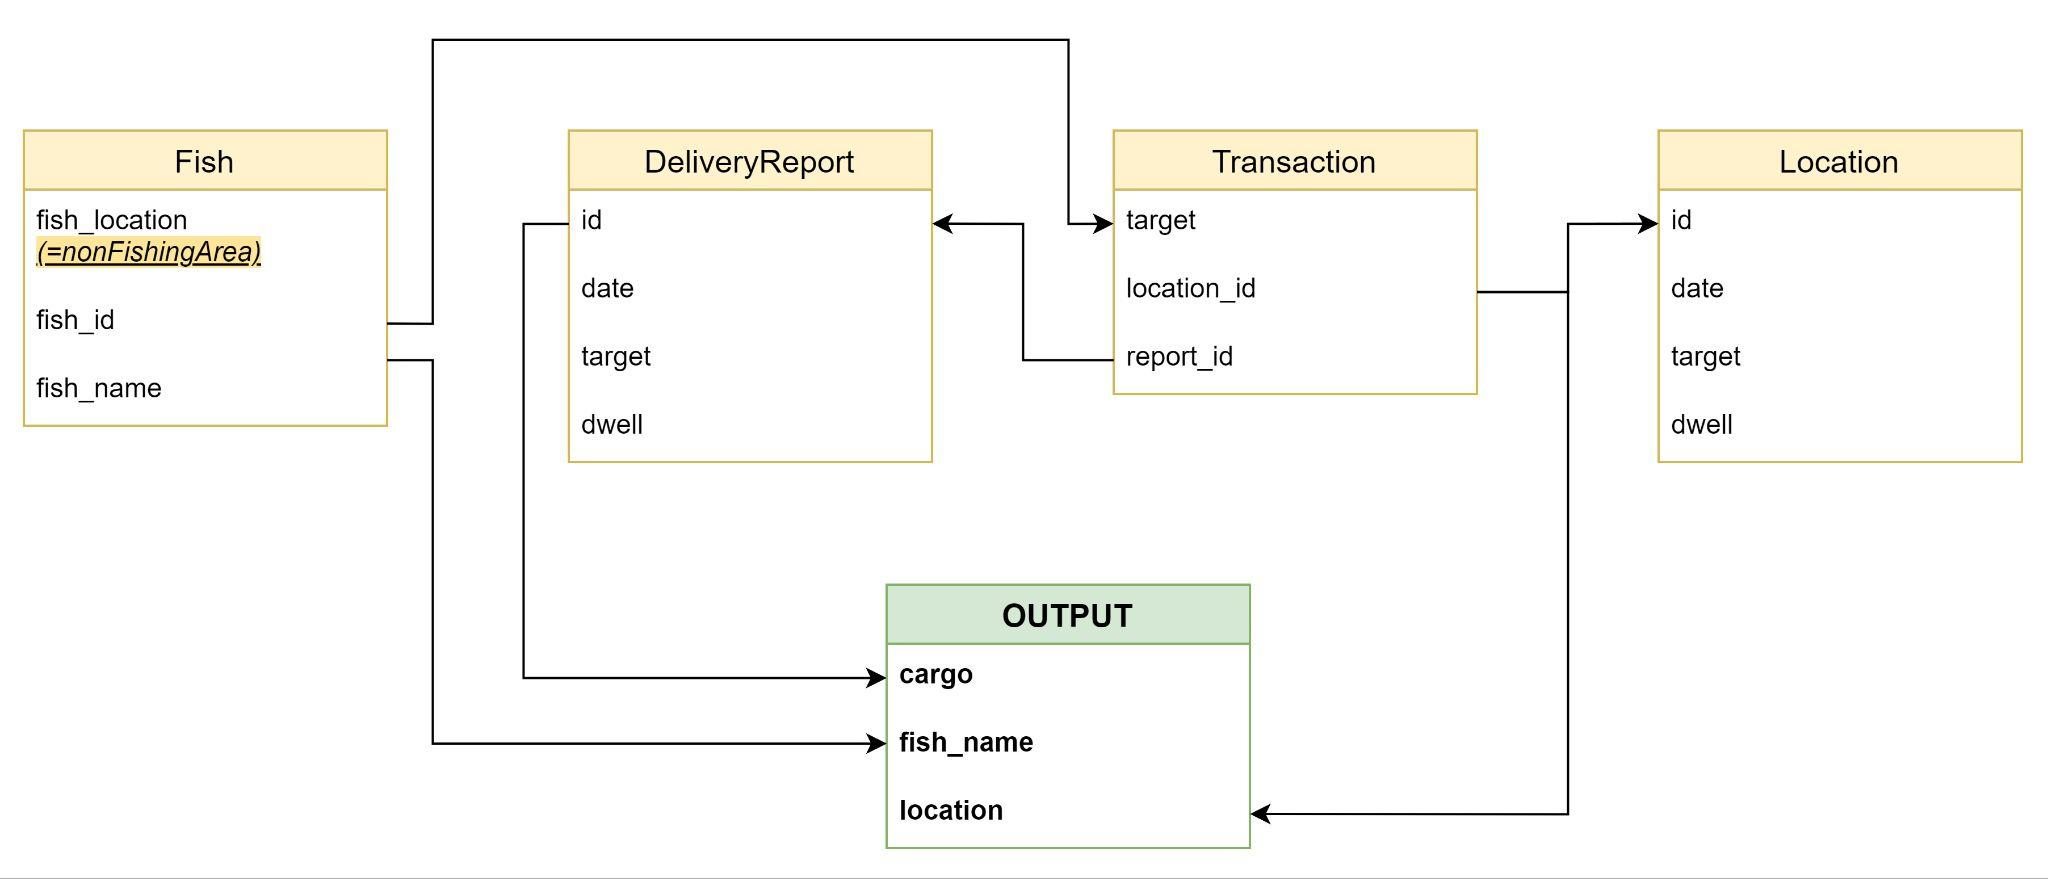 Fish
fish_location
(=nonFishingArea)
fish_id
fish_name
DeliveryReport
id
date
target
dwell
Transaction
target
location_id
report_id
Location
id
date
target
dwell
OUTPUT
cargo
fish_name
location